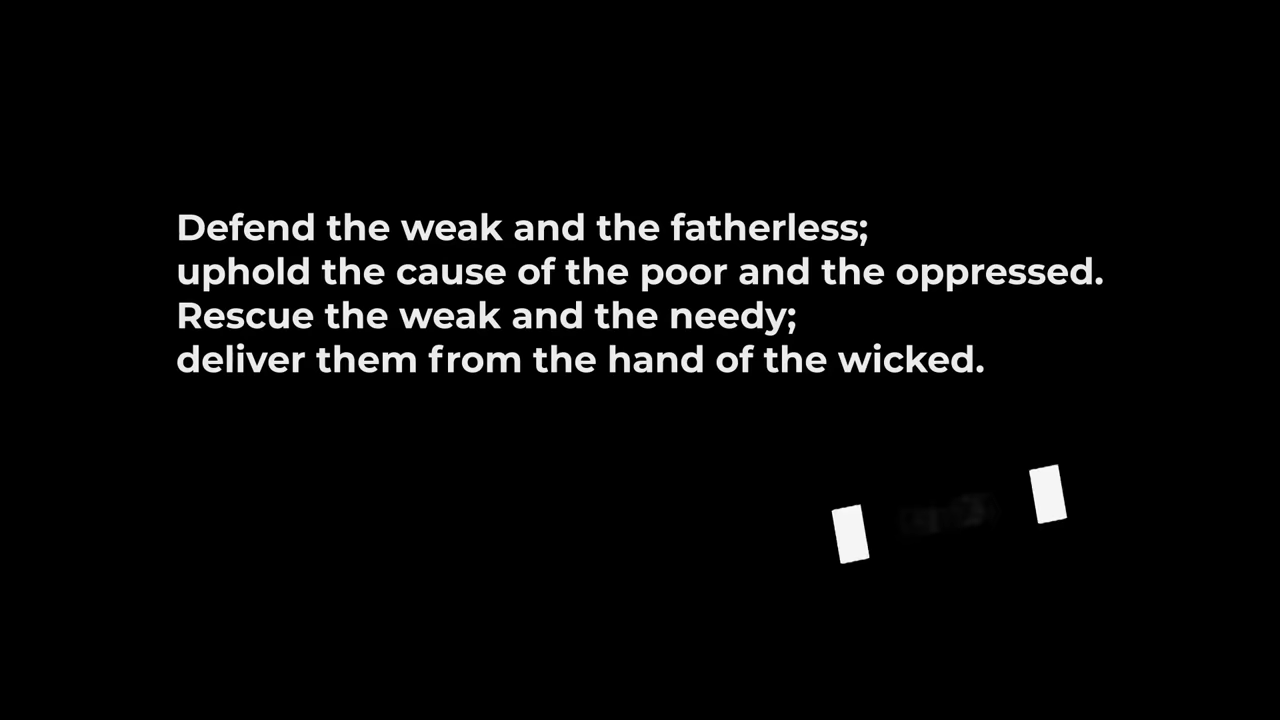 Defend the weak and the fatherless;
uphold the cause of the poor and the oppressed.
Rescue the weak and the needy;
deliver them from the hand of the wicked.